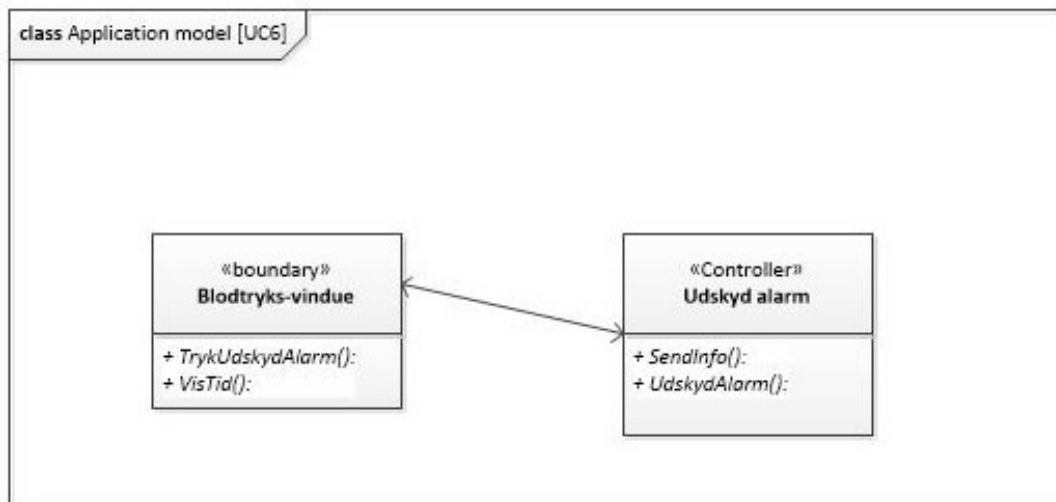 class Application model [UC6]
«boundary»
Blodtryks-vindue
+ TrykUdskydAlarm():
+ VisTid():
«Controller»
Udskyd alarm
+ SendInfo():
+ UdskydAlarm():